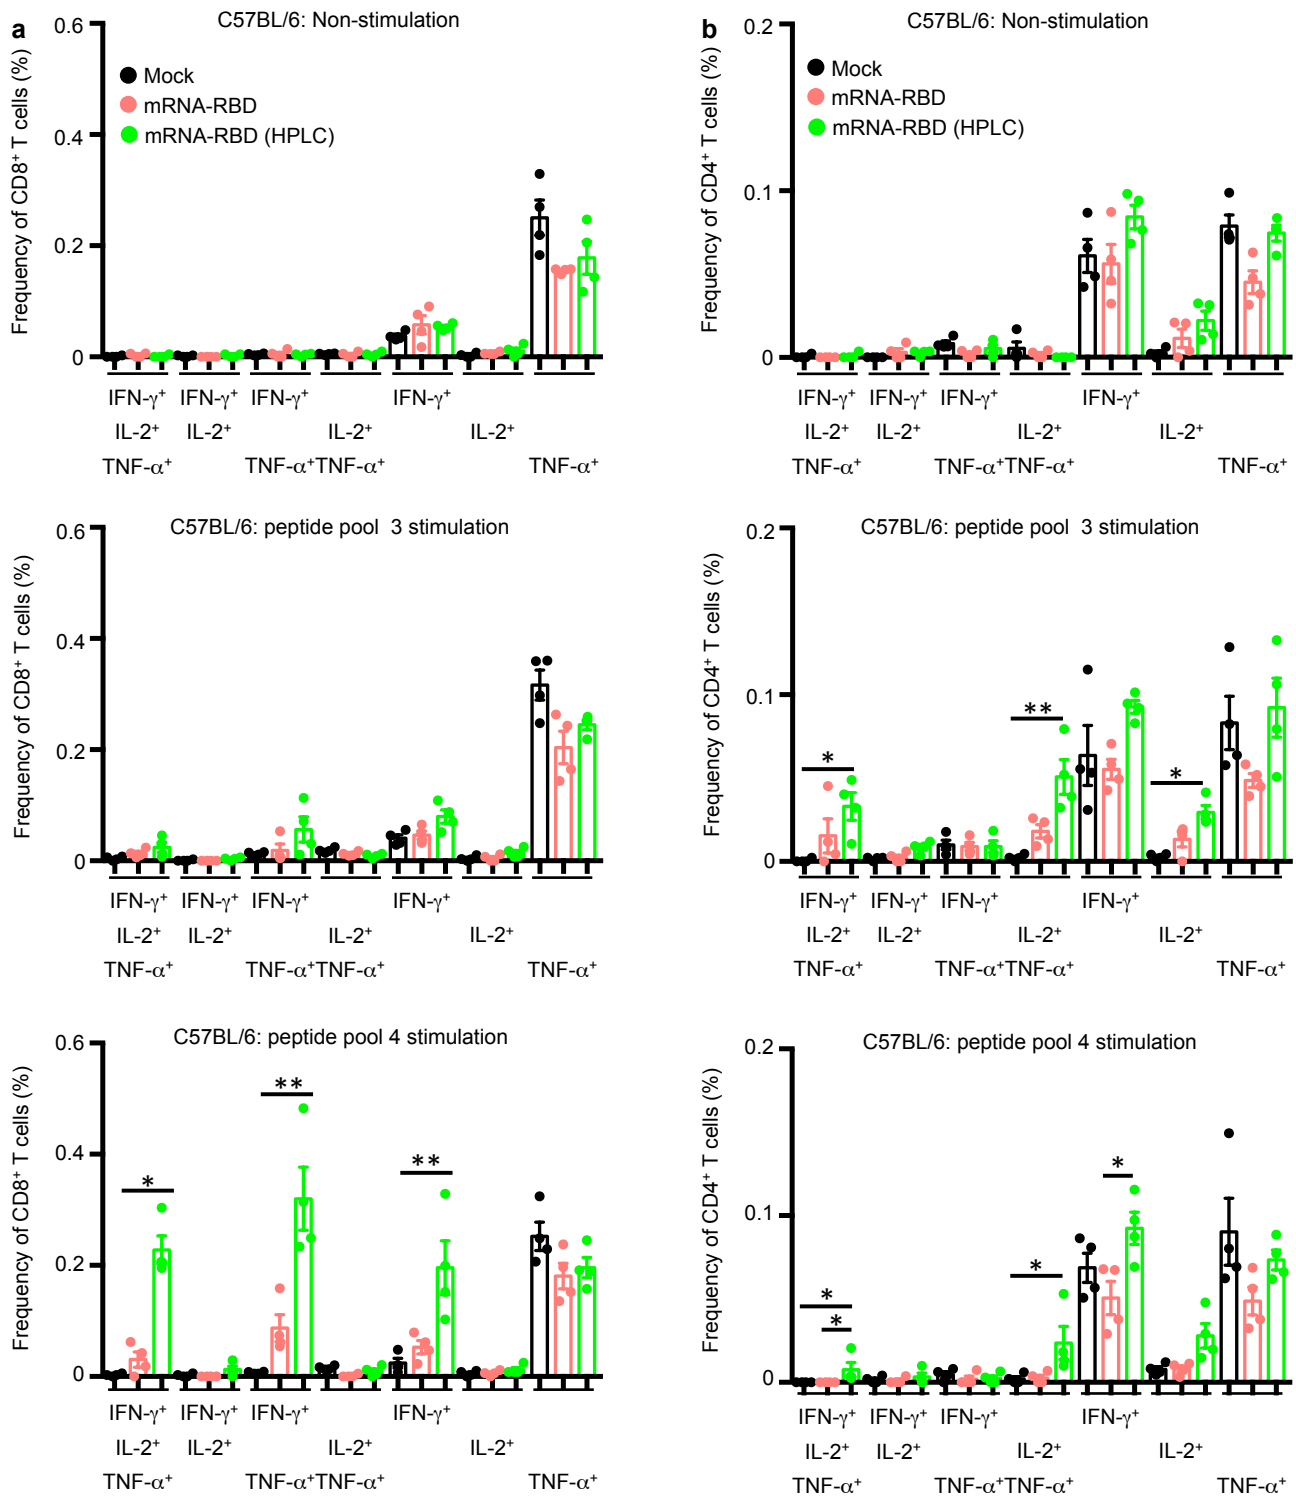 a
C57BL/6: Non-stimulation
Frequency of CD8⁺ T cells (%)
0.6
0.4
0.2
0
Mock
mRNA-RBD
mRNA-RBD (HPLC)
IFN-γ⁺ IFN-γ⁺ IFN-γ⁺ IFN-γ⁺
IL-2⁺ IL-2⁺ IL-2⁺ IL-2⁺
TNF-α⁺ TNF-α⁺ TNF-α⁺ TNF-α⁺
C57BL/6: peptide pool 3 stimulation
Frequency of CD8⁺ T cells (%)
0.6
0.4
0.2
0
IFN-γ⁺ IFN-γ⁺ IFN-γ⁺ IFN-γ⁺
IL-2⁺ IL-2⁺ IL-2⁺ IL-2⁺
TNF-α⁺ TNF-α⁺ TNF-α⁺ TNF-α⁺
C57BL/6: peptide pool 4 stimulation
Frequency of CD8⁺ T cells (%)
0.6
0.4
0.2
0
*
**
**
IFN-γ⁺ IFN-γ⁺ IFN-γ⁺ IFN-γ⁺
IL-2⁺ IL-2⁺ IL-2⁺ IL-2⁺
TNF-α⁺ TNF-α⁺ TNF-α⁺ TNF-α⁺
b
C57BL/6: Non-stimulation
Frequency of CD4⁺ T cells (%)
0.2
0.1
0
Mock
mRNA-RBD
mRNA-RBD (HPLC)
IFN-γ⁺ IFN-γ⁺ IFN-γ⁺ IFN-γ⁺
IL-2⁺ IL-2⁺ IL-2⁺ IL-2⁺
TNF-α⁺ TNF-α⁺ TNF-α⁺ TNF-α⁺
C57BL/6: peptide pool 3 stimulation
Frequency of CD4⁺ T cells (%)
0.2
0.1
0
*
**
*
IFN-γ⁺ IFN-γ⁺ IFN-γ⁺ IFN-γ⁺
IL-2⁺ IL-2⁺ IL-2⁺ IL-2⁺
TNF-α⁺ TNF-α⁺ TNF-α⁺ TNF-α⁺
C57BL/6: peptide pool 4 stimulation
Frequency of CD4⁺ T cells (%)
0.2
0.1
0
*
*
*
*
IFN-γ⁺ IFN-γ⁺ IFN-γ⁺ IFN-γ⁺
IL-2⁺ IL-2⁺ IL-2⁺ IL-2⁺
TNF-α⁺ TNF-α⁺ TNF-α⁺ TNF-α⁺